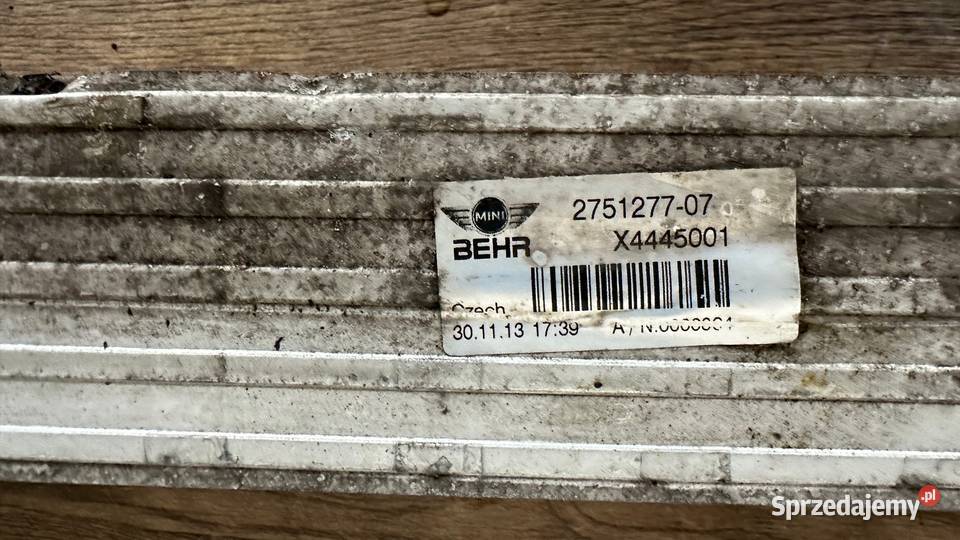 MINI
2751277-07
BEHR
X4445001
Czech
30.11.13 17:39
Sprzedajemy.pl